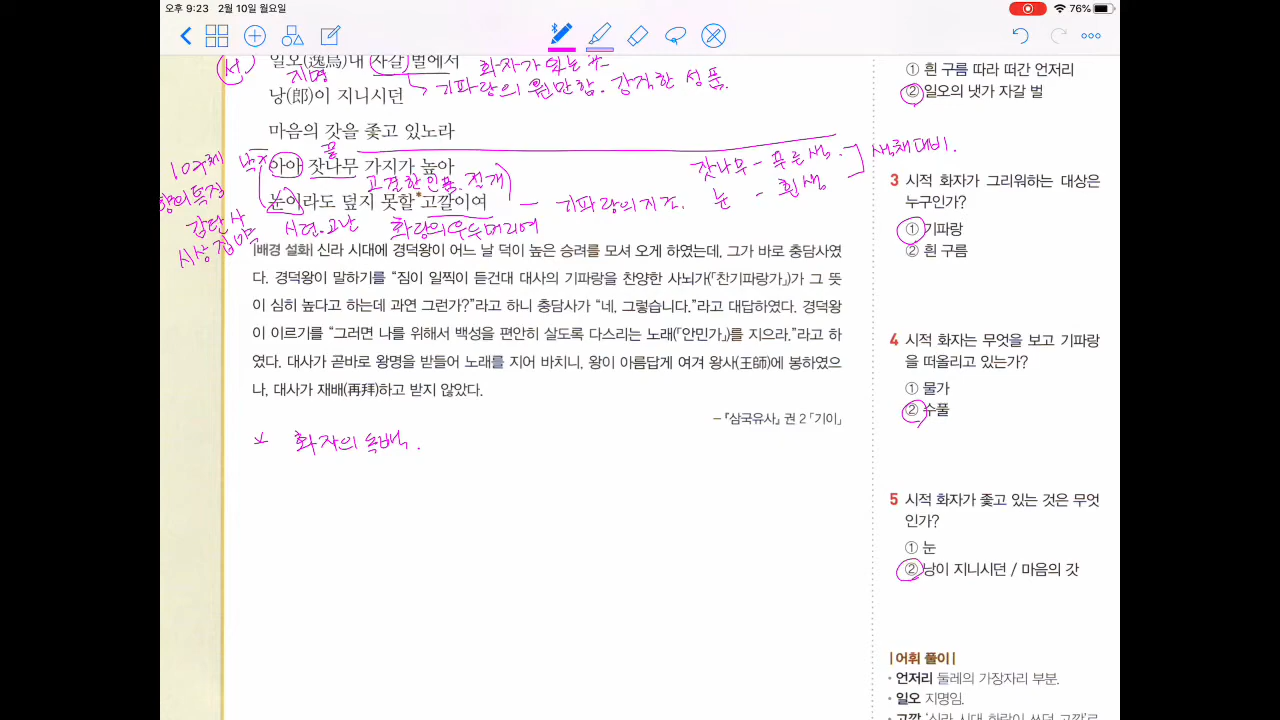 오후 9:23 2월 10일 월요일
76%
일오(逸烏)내 자갈 벌에서
서.
지명
화자가 있는 곳
기파랑의 원만함. 강직한 성품.
낭(郎)이 지니시던
마음의 갓을 좇고 있노라
10구체 낙구
향의 특징
감탄사
시상 집약
아아 잣나무 가지가 높아
고결한 인품. 절개
눈이라도 덮지 못할 *고깔이여
시련. 고난
화랑의 우두머리여
기파랑의 지조.
잣나무 - 푸른색.
눈 - 흰색
색채대비.
|배경 설화| 신라 시대에 경덕왕이 어느 날 덕이 높은 승려를 모셔 오게 하였는데, 그가 바로 충담사였
다. 경덕왕이 말하기를 “짐이 일찍이 듣건대 대사의 기파랑을 찬양한 사뇌가(「찬기파랑가」)가 그 뜻
이 심히 높다고 하는데 과연 그런가?”라고 하니 충담사가 “네, 그렇습니다.”라고 대답하였다. 경덕왕
이 이르기를 “그러면 나를 위해서 백성을 편안히 살도록 다스리는 노래(「안민가」)를 지으라.”라고 하
였다. 대사가 곧바로 왕명을 받들어 노래를 지어 바치니, 왕이 아름답게 여겨 왕사(王師)에 봉하였으
나, 대사가 재배(再拜)하고 받지 않았다.
– 『삼국유사』 권 2 「기이」
* 화자의 독백.
① 흰 구름 따라 떠간 언저리
② 일오의 냇가 자갈 벌
3 시적 화자가 그리워하는 대상은
누구인가?
① 기파랑
② 흰 구름
4 시적 화자는 무엇을 보고 기파랑
을 떠올리고 있는가?
① 물가
② 수풀
5 시적 화자가 좇고 있는 것은 무엇
인가?
① 눈
② 낭이 지니시던 / 마음의 갓
|어휘 풀이|
• 언저리 둘레의 가장자리 부분.
• 일오 지명임.
• 고깔 ‘신라 시대 화랑이 쓰던 고깔’로